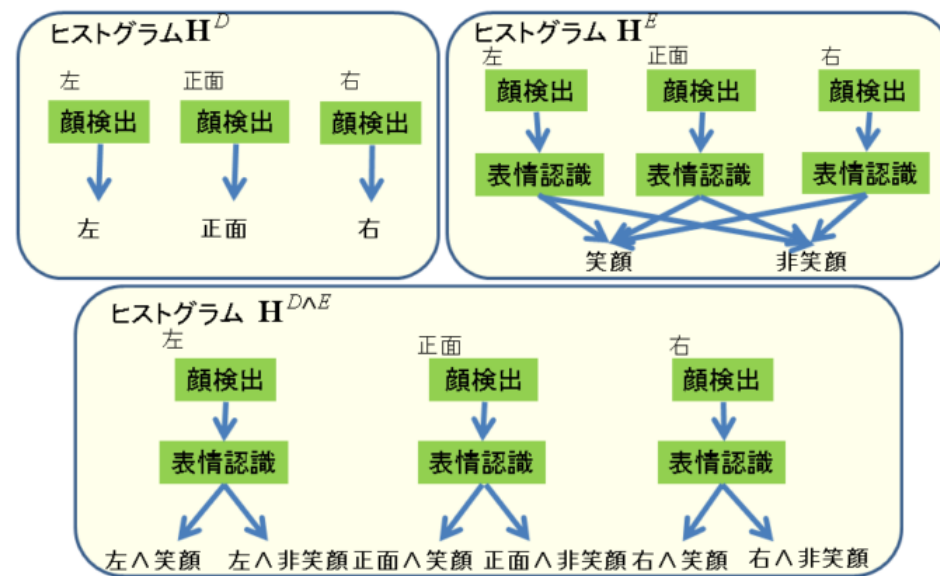 ヒストグラムH^D
左 正面 右
顔検出 顔検出 顔検出
左 正面 右
ヒストグラム H^E
左 正面 右
顔検出 顔検出 顔検出
表情認識 表情認識 表情認識
笑顔 非笑顔
ヒストグラム H^{D∧E}
左 正面 右
顔検出 顔検出 顔検出
表情認識 表情認識 表情認識
左∧笑顔 左∧非笑顔 正面∧笑顔 正面∧非笑顔 右∧笑顔 右∧非笑顔